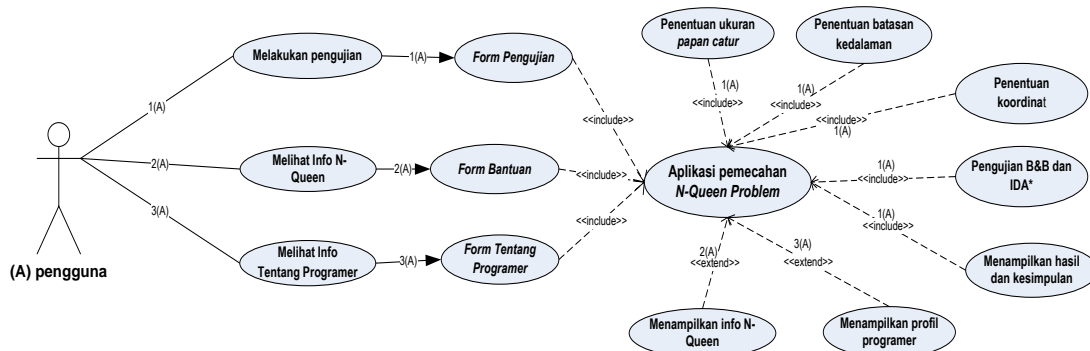 Penentuan ukuran
papan catur
Penentuan batasan
kedalaman
Melakukan pengujian
1(A)
Form Pengujian
1(A)
<<include>>
1(A)
<<include>>
Penentuan
koordinat
1(A)
<<include>>
<<include>>
1(A)
2(A)
Melihat Info N-
Queen
2(A)
Form Bantuan
<<include>>
Aplikasi pemecahan
N-Queen Problem
1(A)
<<include>>
Pengujian B&B dan
IDA*
3(A)
<<include>>
1(A)
<<include>>
Melihat Info
Tentang Programer
3(A)
Form Tentang
Programer
2(A)
<<extend>>
3(A)
<<extend>>
Menampilkan hasil
dan kesimpulan
(A) pengguna
Menampilkan info N-
Queen
Menampilkan profil
programer